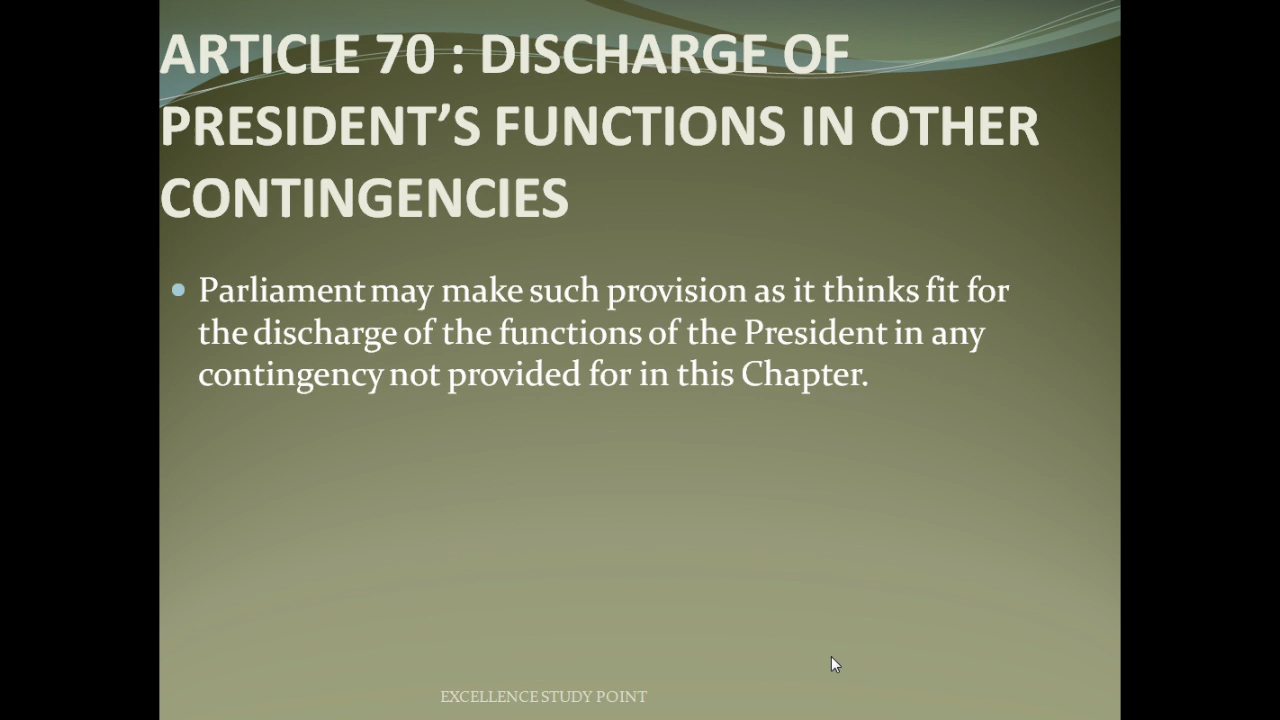 ARTICLE 70 : DISCHARGE OF
PRESIDENT’S FUNCTIONS IN OTHER
CONTINGENCIES
• Parliament may make such provision as it thinks fit for
the discharge of the functions of the President in any
contingency not provided for in this Chapter.
EXCELLENCE STUDY POINT